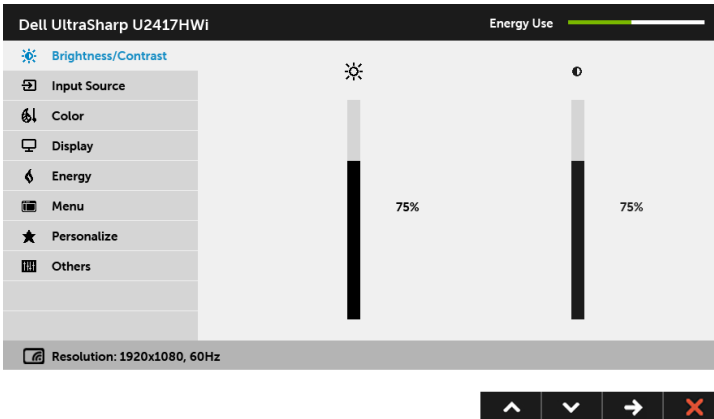 Dell UltraSharp U2417HWi
Energy Use
Brightness/Contrast
Input Source
Color
Display
Energy
Menu
Personalize
Others
75%
75%
Resolution: 1920x1080, 60Hz